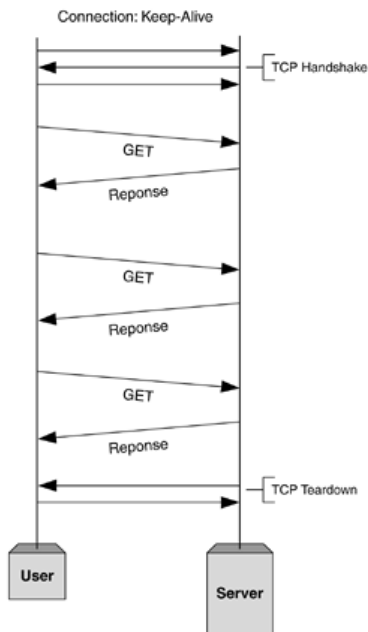 Connection: Keep-Alive
TCP Handshake
GET
Reponse
GET
Reponse
GET
Reponse
TCP Teardown
User
Server